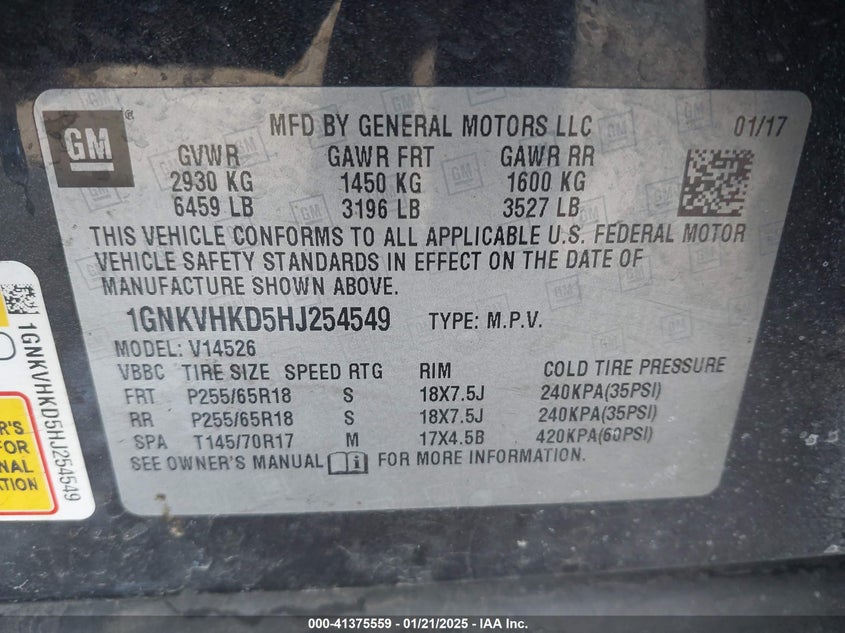 GM
MFD BY GENERAL MOTORS LLC 01/17
GVWR GAWR FRT GAWR RR
2930 KG 1450 KG 1600 KG
6459 LB 3196 LB 3527 LB
THIS VEHICLE CONFORMS TO ALL APPLICABLE U.S. FEDERAL MOTOR
VEHICLE SAFETY STANDARDS IN EFFECT ON THE DATE OF
MANUFACTURE SHOWN ABOVE.
1GNKVHKD5HJ254549 TYPE: M.P.V.
MODEL: V14526
VBBC TIRE SIZE SPEED RTG RIM COLD TIRE PRESSURE
FRT P255/65R18 S 18X7.5J 240KPA(35PSI)
RR P255/65R18 S 18X7.5J 240KPA(35PSI)
SPA T145/70R17 M 17X4.5B 420KPA(60PSI)
SEE OWNER'S MANUAL FOR MORE INFORMATION.
1GNKVHKD5HJ254549
R'S
FOR
NAL
TION
000-41375559 - 01/21/2025 - IAA Inc.